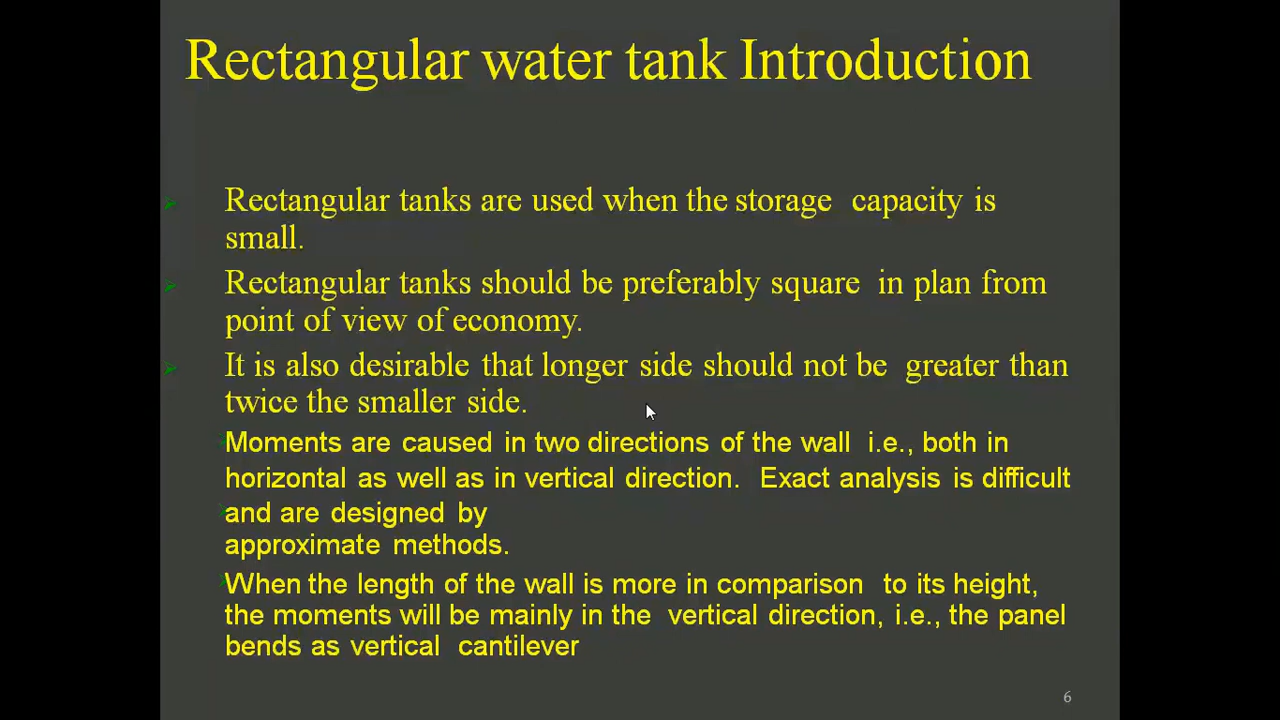 Rectangular water tank Introduction
Rectangular tanks are used when the storage capacity is
small.
Rectangular tanks should be preferably square in plan from
point of view of economy.
It is also desirable that longer side should not be greater than
twice the smaller side.
Moments are caused in two directions of the wall i.e., both in
horizontal as well as in vertical direction. Exact analysis is difficult
and are designed by
approximate methods.
When the length of the wall is more in comparison to its height,
the moments will be mainly in the vertical direction, i.e., the panel
bends as vertical cantilever
6